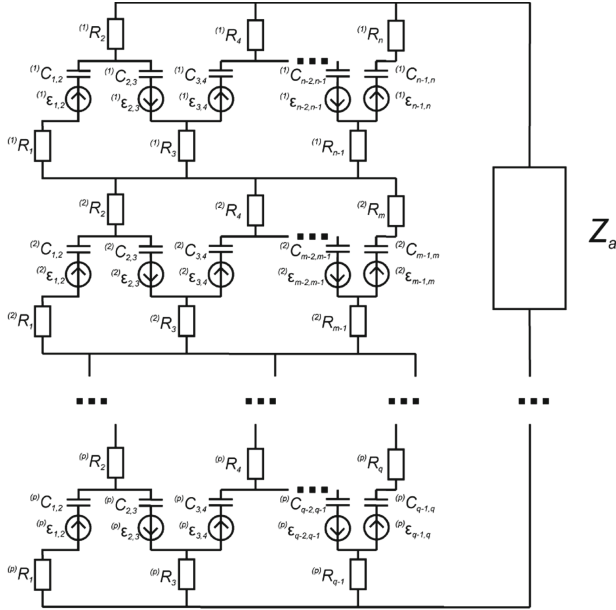 (1)R2 (1)R4 (1)Rn
(1)C1,2 (1)C2,3 (1)C3,4 (1)Cn-2,n-1 (1)Cn-1,n
(1)ε1,2 (1)ε2,3 (1)ε3,4 (1)εn-2,n-1 (1)εn-1,n
(1)R1 (1)R3 (1)Rn-1
(2)R2 (2)R4 (2)Rm
Za
(2)C1,2 (2)C2,3 (2)C3,4 (2)Cm-2,m-1 (2)Cm-1,m
(2)ε1,2 (2)ε2,3 (2)ε3,4 (2)εm-2,m-1 (2)εm-1,m
(2)R1 (2)R3 (2)Rm-1
(p)R2 (p)R4 (p)Rq
(p)C1,2 (p)C2,3 (p)C3,4 (p)Cq-2,q-1 (p)Cq-1,q
(p)ε1,2 (p)ε2,3 (p)ε3,4 (p)εq-2,q-1 (p)εq-1,q
(p)R1 (p)R3 (p)Rq-1